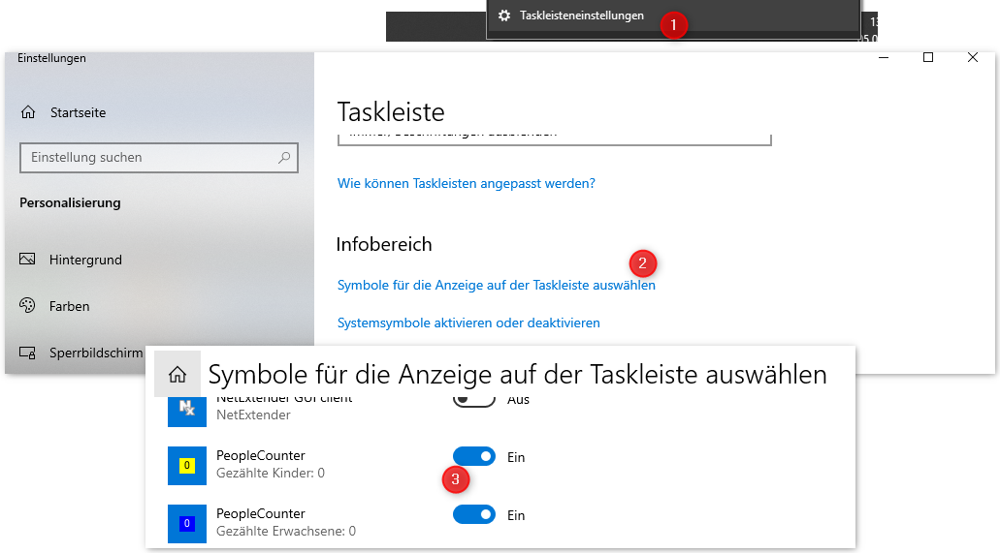 Taskleisteneinstellungen
1
Einstellungen
Startseite
Einstellung suchen
Personalisierung
Hintergrund
Farben
Sperrbildschirm
Taskleiste
Wie können Taskleisten angepasst werden?
Infobereich
2
Symbole für die Anzeige auf der Taskleiste auswählen
Systemsymbole aktivieren oder deaktivieren
Symbole für die Anzeige auf der Taskleiste auswählen
NetExtender GUI client
Aus
NetExtender
PeopleCounter
Ein
0
Gezählte Kinder: 0
3
PeopleCounter
Ein
0
Gezählte Erwachsene: 0